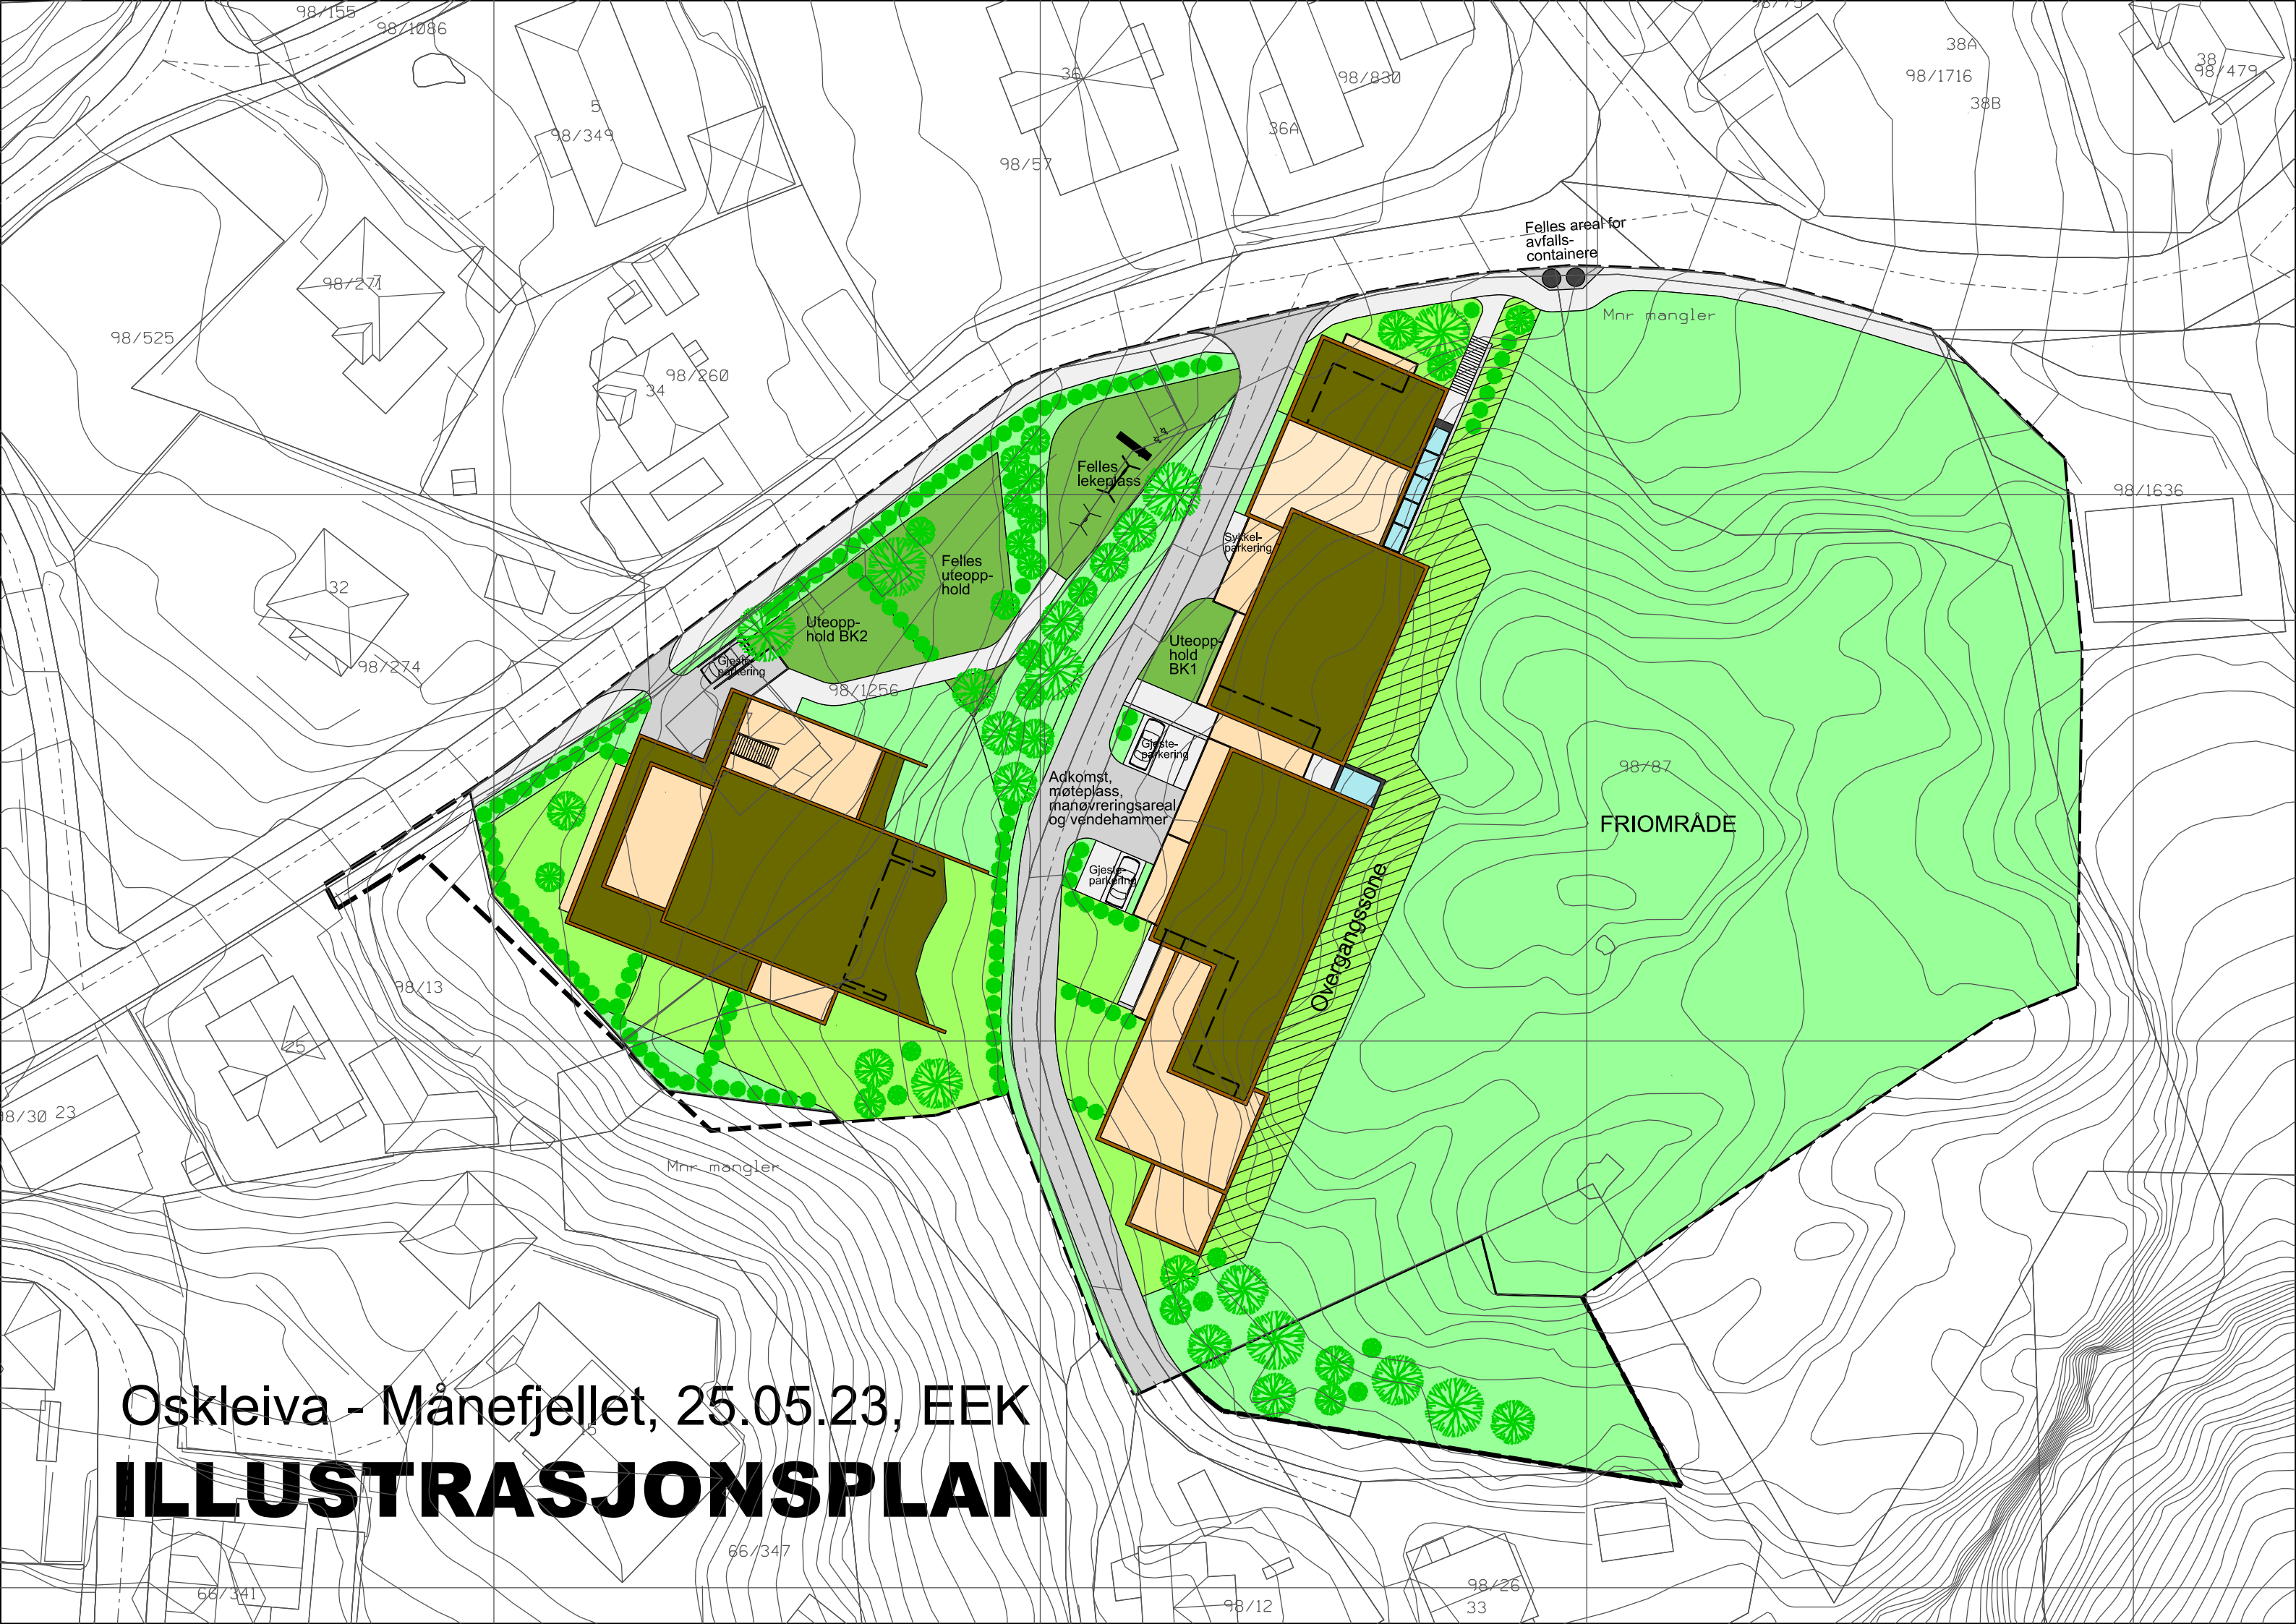 98/155
98/1086
5
98/349
36
98/57
36A
98/830
38A
98/1716
38B
38
98/479
98/271
7
98/525
98/260
34
Felles areal for
avfalls-
containere
Mnr mangler
98/1636
Felles
lekeplass
Sykkel-
parkering
Felles
uteopp-
hold
Uteopp-
hold BK2
32
98/274
Gjeste-
parkering
98/1256
Uteopp-
hold
BK1
Gjeste-
parkering
Adkomst,
møteplass,
manøvreringsareal
og vendehammer
Gjeste-
parkering
98/87
FRIOMRÅDE
Overgangssone
98/13
25
98/30 23
Mnr mangler
Oskleiva - Månefjellet, 25.05.23, EEK
15
ILLUSTRASJONSPLAN
66/347
66/341
98/12
98/26
33